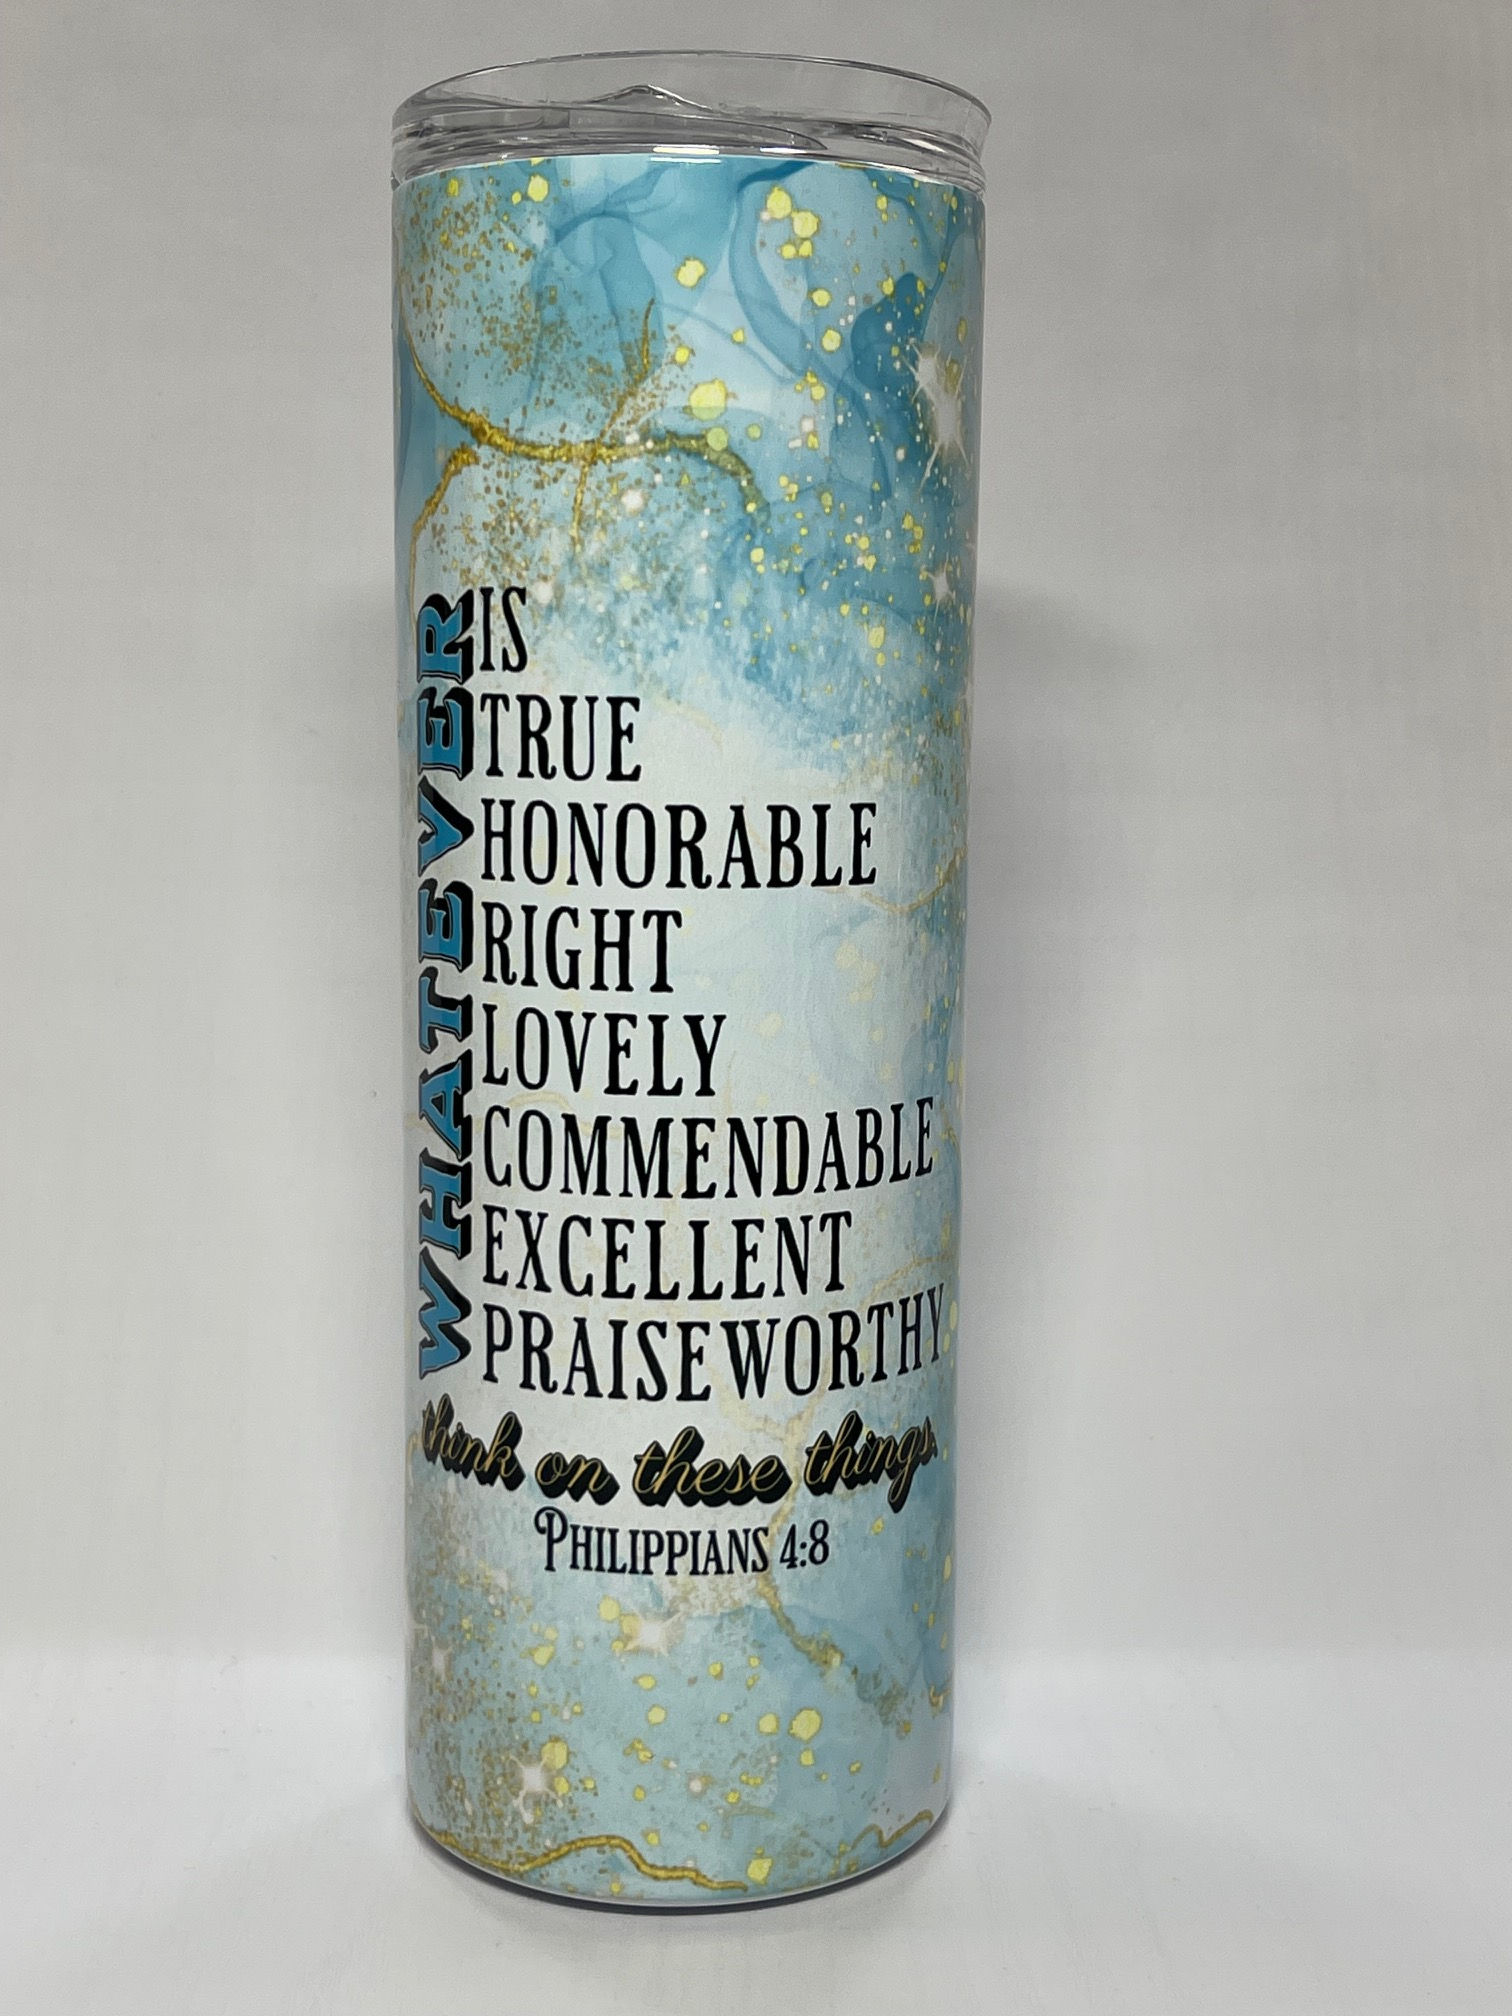 WHATEVER
IS
TRUE
HONORABLE
RIGHT
LOVELY
COMMENDABLE
EXCELLENT
PRAISEWORTHY
think on these things.
PHILIPPIANS 4:8